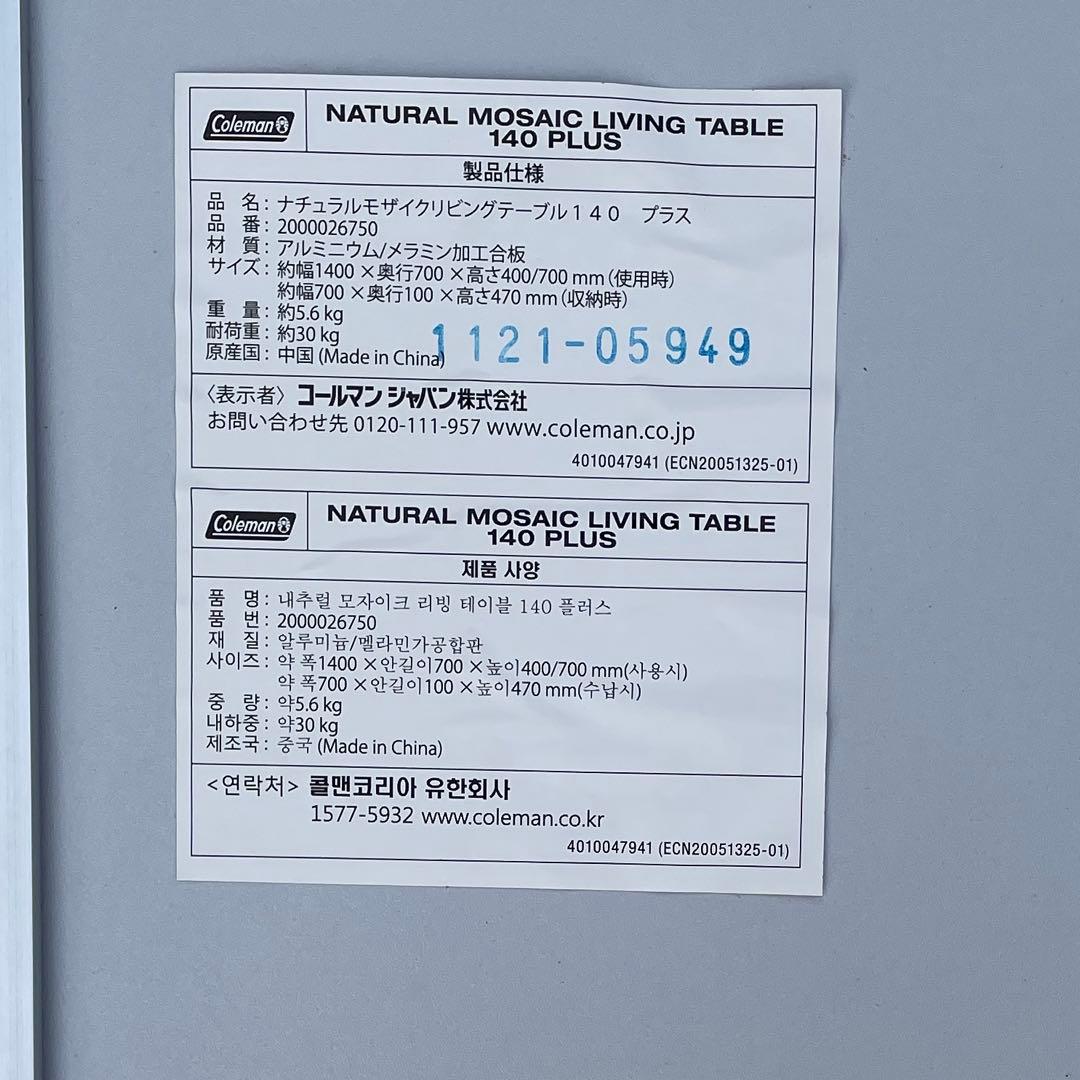 Coleman
NATURAL MOSAIC LIVING TABLE
140 PLUS
製品仕様
品 名: ナチュラルモザイクリビングテーブル140 プラス
品 番: 2000026750
材 質: アルミニウム/メラミン加工合板
サイズ: 約幅1400×奥行700×高さ400/700 mm(使用時)
約幅700×奥行100×高さ470 mm(収納時)
重 量: 約5.6 kg
耐荷重: 約30 kg
原産国: 中国 (Made in China)
1121-05949
〈表示者〉コールマン ジャパン株式会社
お問い合わせ先 0120-111-957 www.coleman.co.jp
4010047941 (ECN20051325-01)
Coleman
NATURAL MOSAIC LIVING TABLE
140 PLUS
제품 사양
품 명: 내추럴 모자이크 리빙 테이블 140 플러스
품 번: 2000026750
재 질: 알루미늄/멜라민가공합판
사이즈: 약 폭1400×안길이700×높이400/700 mm(사용시)
약 폭700×안길이100×높이470 mm(수납시)
중 량: 약5.6 kg
내하중: 약30 kg
제조국: 중국 (Made in China)
<연락처> 콜맨코리아 유한회사
1577-5932 www.coleman.co.kr
4010047941 (ECN20051325-01)